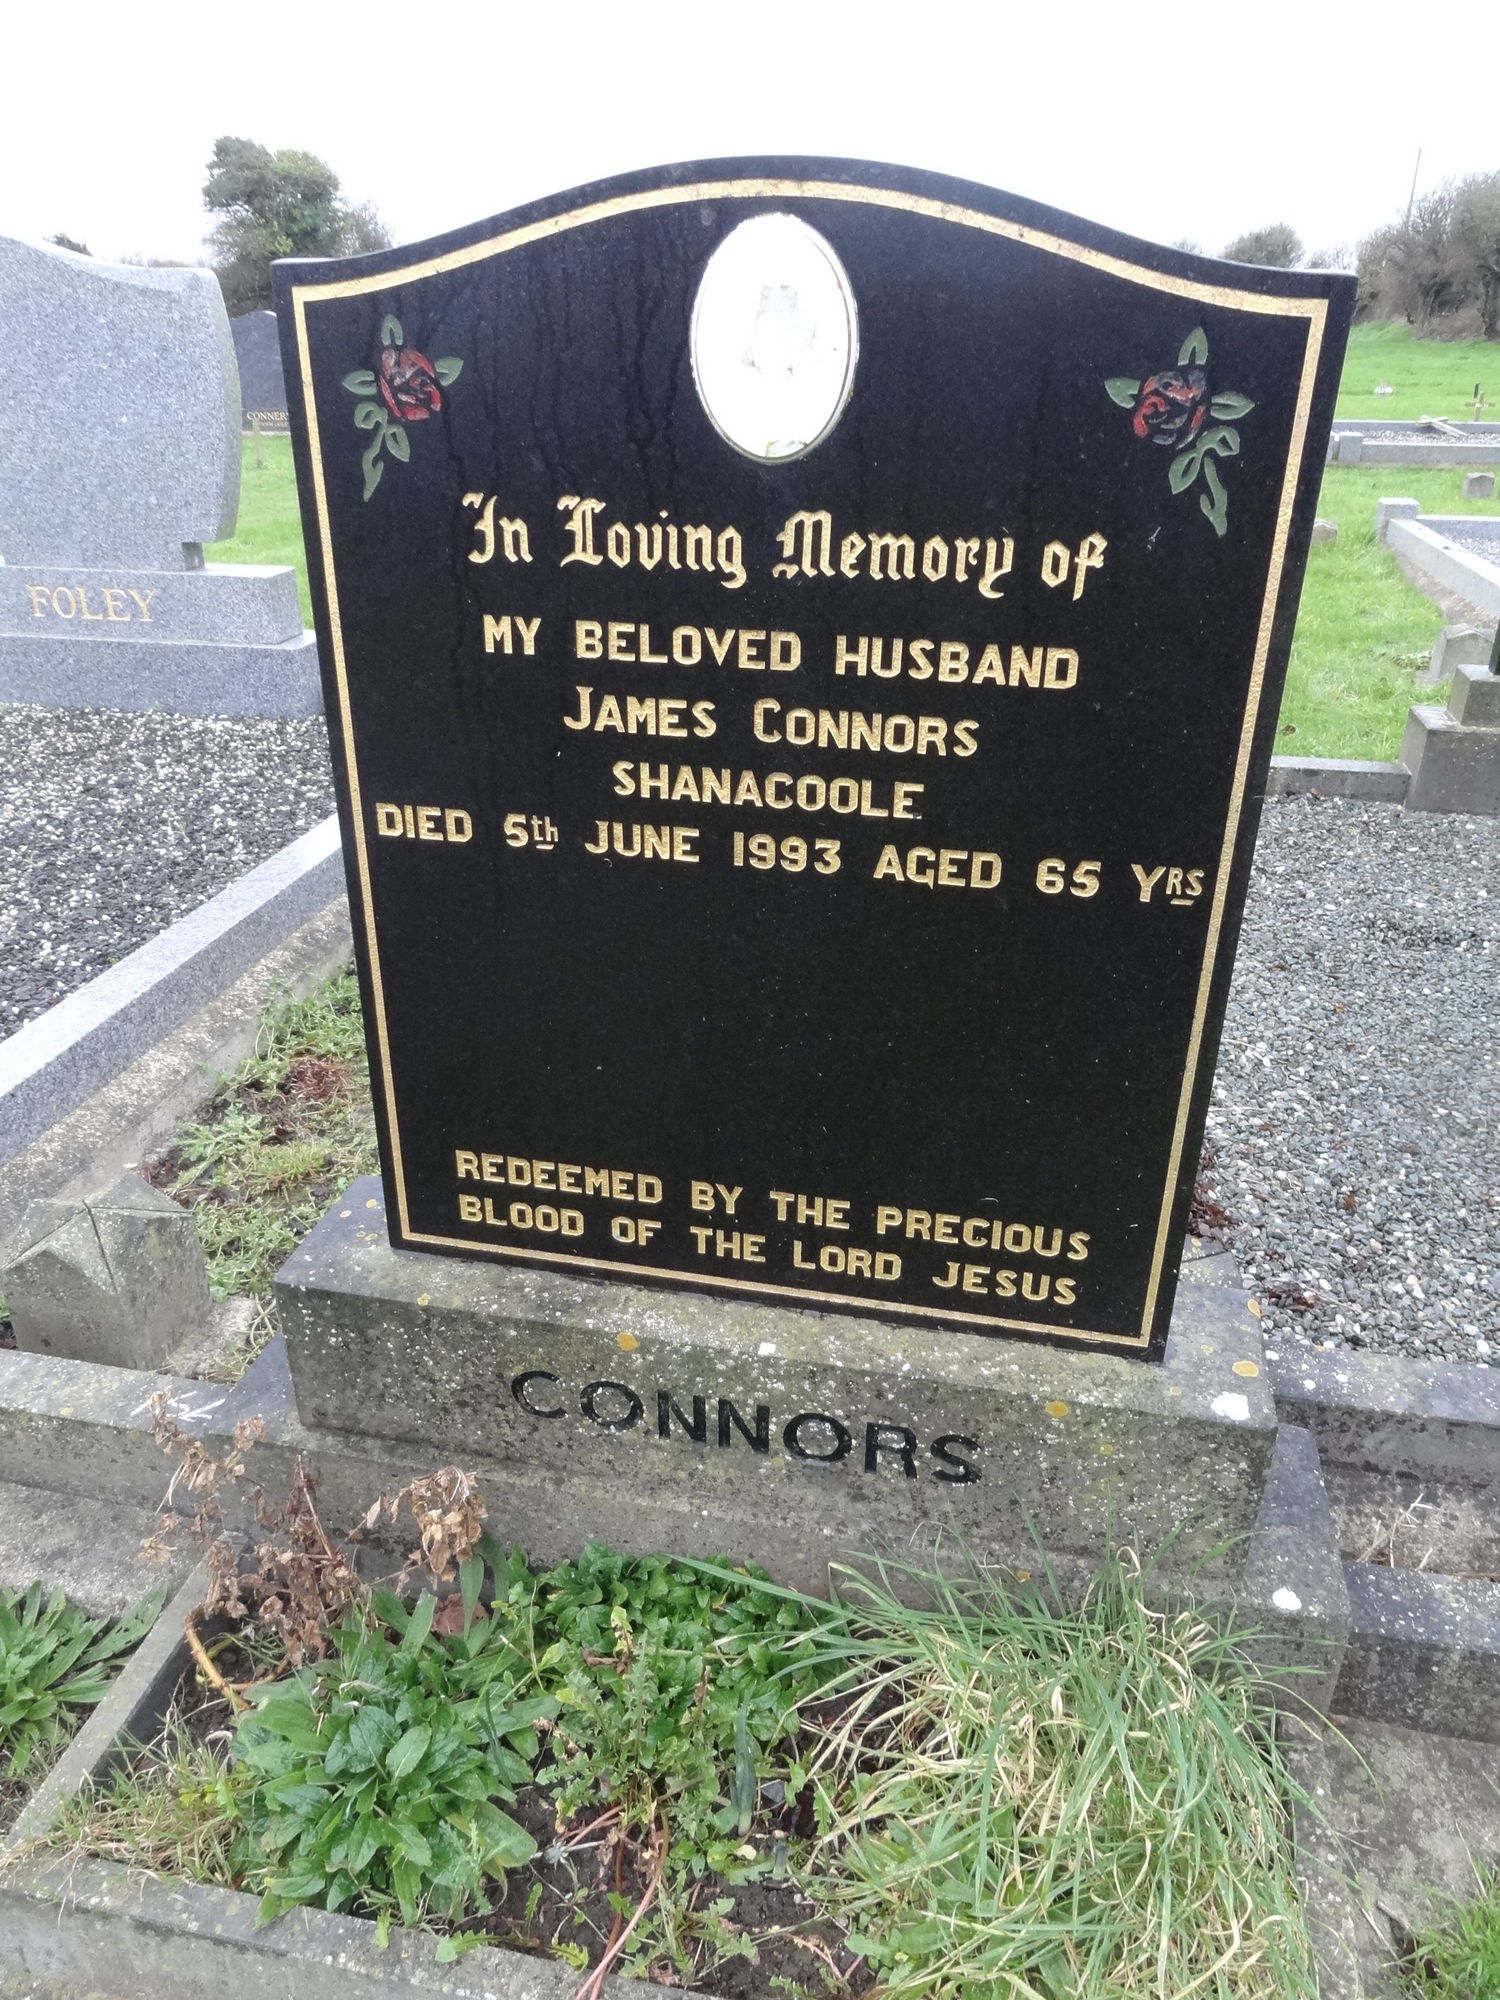 In Loving Memory of
MY BELOVED HUSBAND
JAMES CONNORS
SHANACOOLE
DIED 5th JUNE 1993 AGED 65 YRS
REDEEMED BY THE PRECIOUS
BLOOD OF THE LORD JESUS
CONNORS
FOLEY